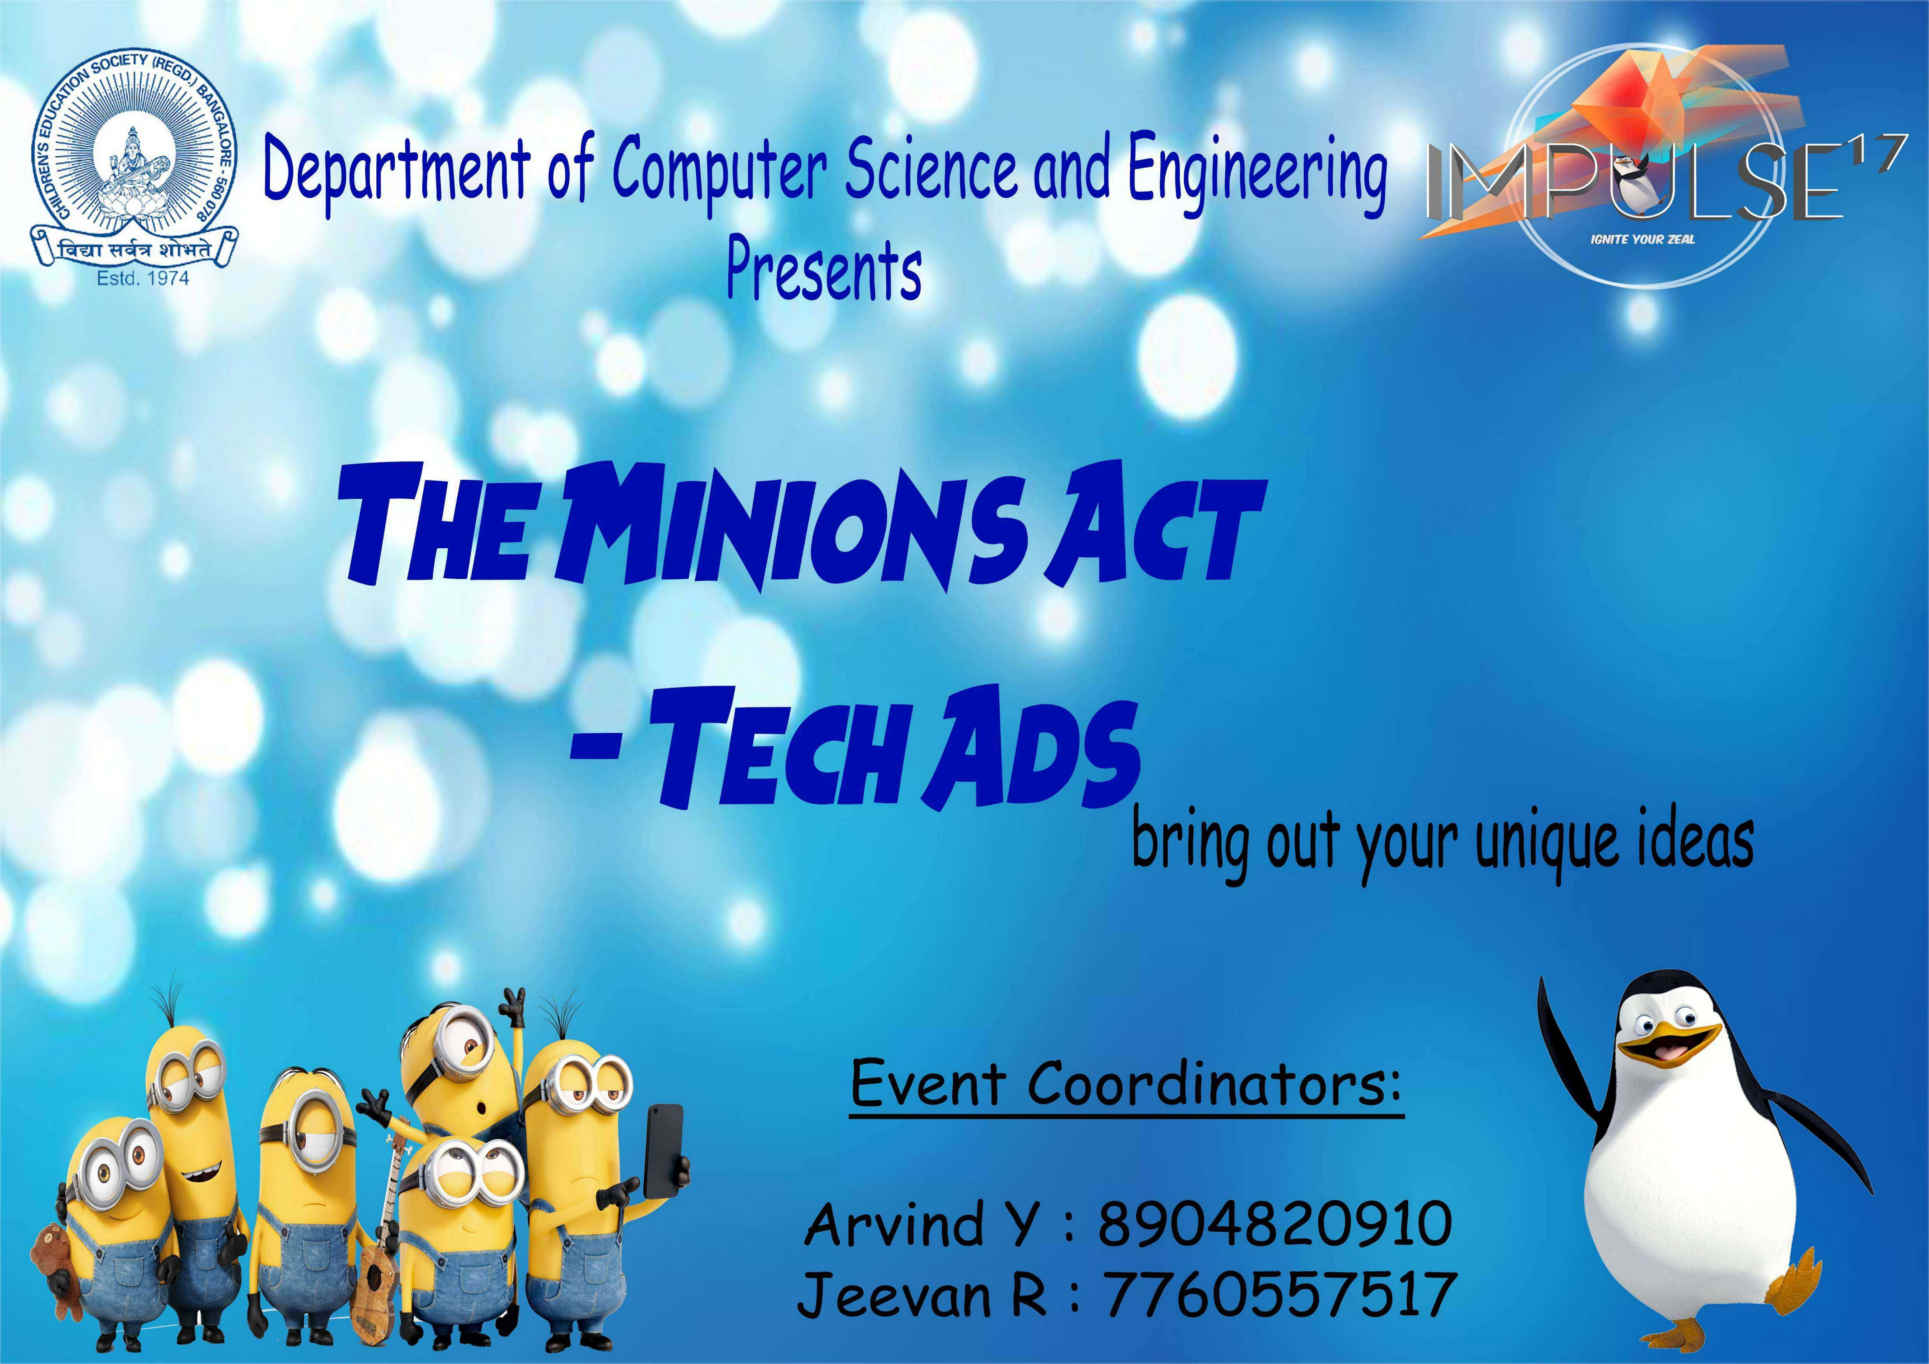 CHILDREN'S EDUCATION SOCIETY (REGD.) BANGALORE - 560 078
विद्या सर्वत्र शोभते
Estd. 1974
IMPULSE'17
IGNITE YOUR ZEAL
Department of Computer Science and Engineering
Presents
THE MINIONS ACT
- TECH ADS
bring out your unique ideas
Event Coordinators:
Arvind Y : 8904820910
Jeevan R : 7760557517